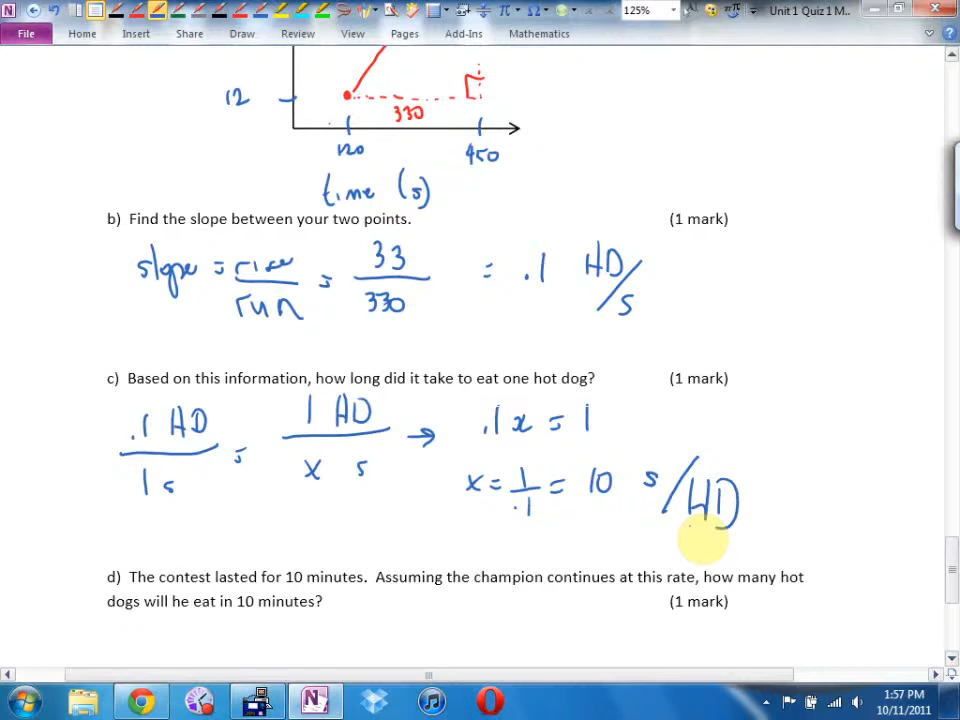 125%
Unit 1 Quiz 1 M..
File Home Insert Share Draw Review View Pages Add-Ins Mathematics
12
330
120 450
time (s)
b) Find the slope between your two points. (1 mark)
slope = rise/run = 33/330 = .1 HD/s
c) Based on this information, how long did it take to eat one hot dog? (1 mark)
.1 HD/1 s = 1 HD/x s → .1x = 1
x = 1/.1 = 10 s/HD
d) The contest lasted for 10 minutes. Assuming the champion continues at this rate, how many hot
dogs will he eat in 10 minutes? (1 mark)
1:57 PM
10/11/2011